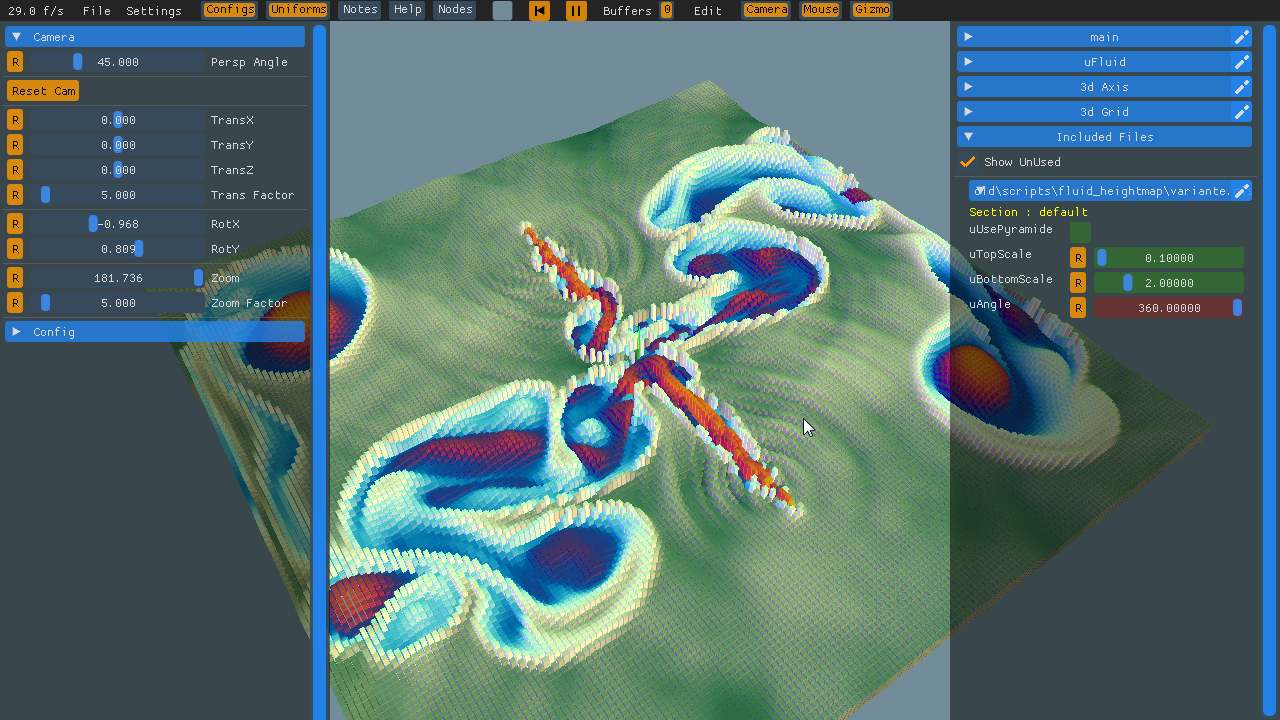 29.0 f/s File Settings Configs Uniforms Notes Help Nodes Buffers 0 Edit Camera Mouse Gizmo
Camera
R 45.000 Persp Angle
Reset Cam
R 0.000 TransX
R 0.000 TransY
R 0.000 TransZ
R 5.000 Trans Factor
R -0.968 RotX
R 0.809 RotY
R 181.736 Zoom
R 5.000 Zoom Factor
Config
main
uFluid
3d Axis
3d Grid
Included Files
Show UnUsed
d\scripts\fluid_heightmap\variante.
Section : default
uUsePyramide
uTopScale R 0.10000
uBottomScale R 2.00000
uAngle R 360.00000